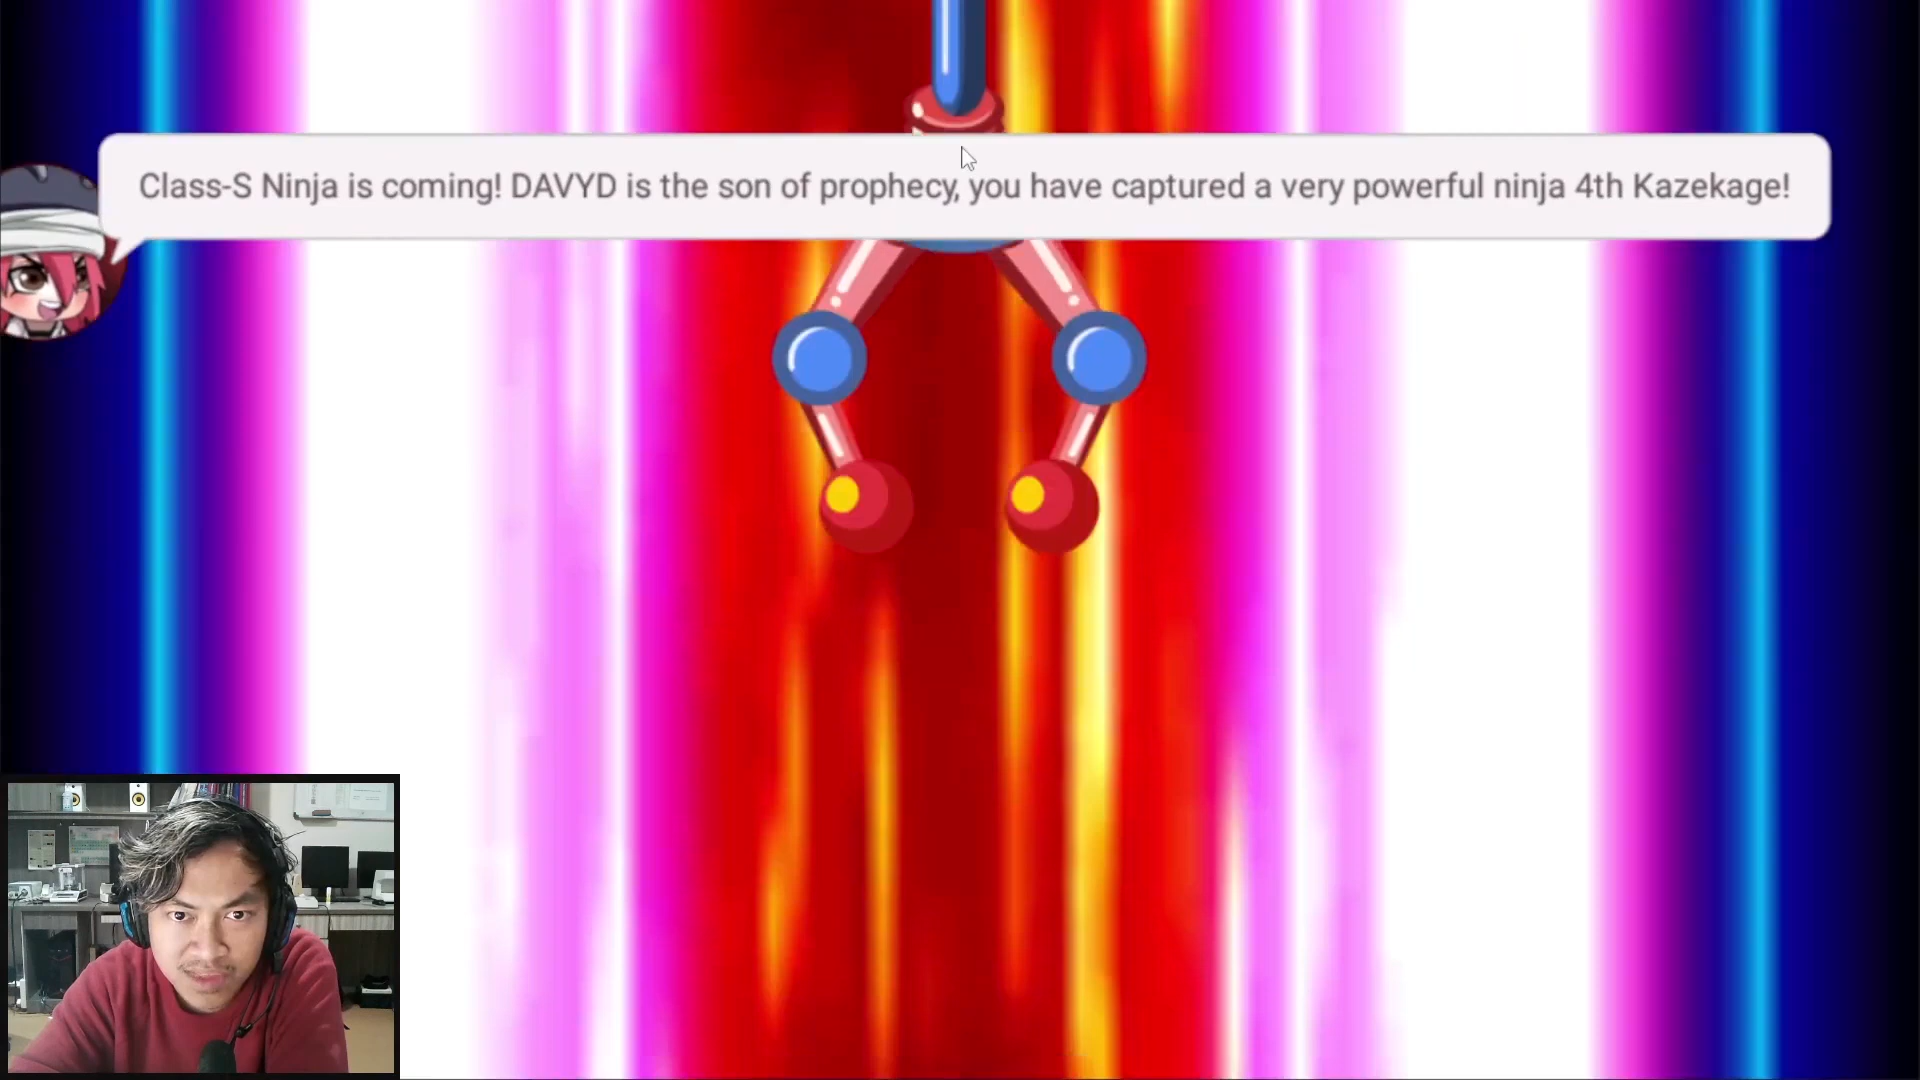 Class-S Ninja is coming! DAVYD is the son of prophecy, you have captured a very powerful ninja 4th Kazekage!